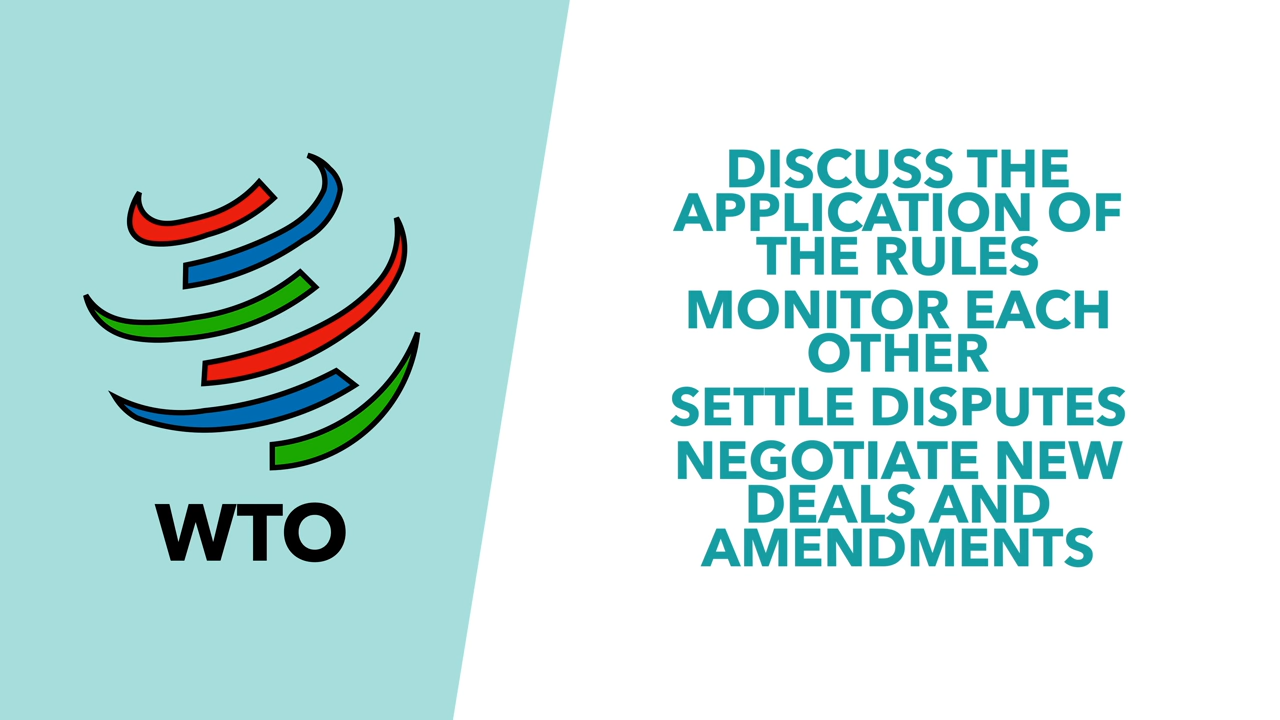 WTO
DISCUSS THE
APPLICATION OF
THE RULES
MONITOR EACH
OTHER
SETTLE DISPUTES
NEGOTIATE NEW
DEALS AND
AMENDMENTS